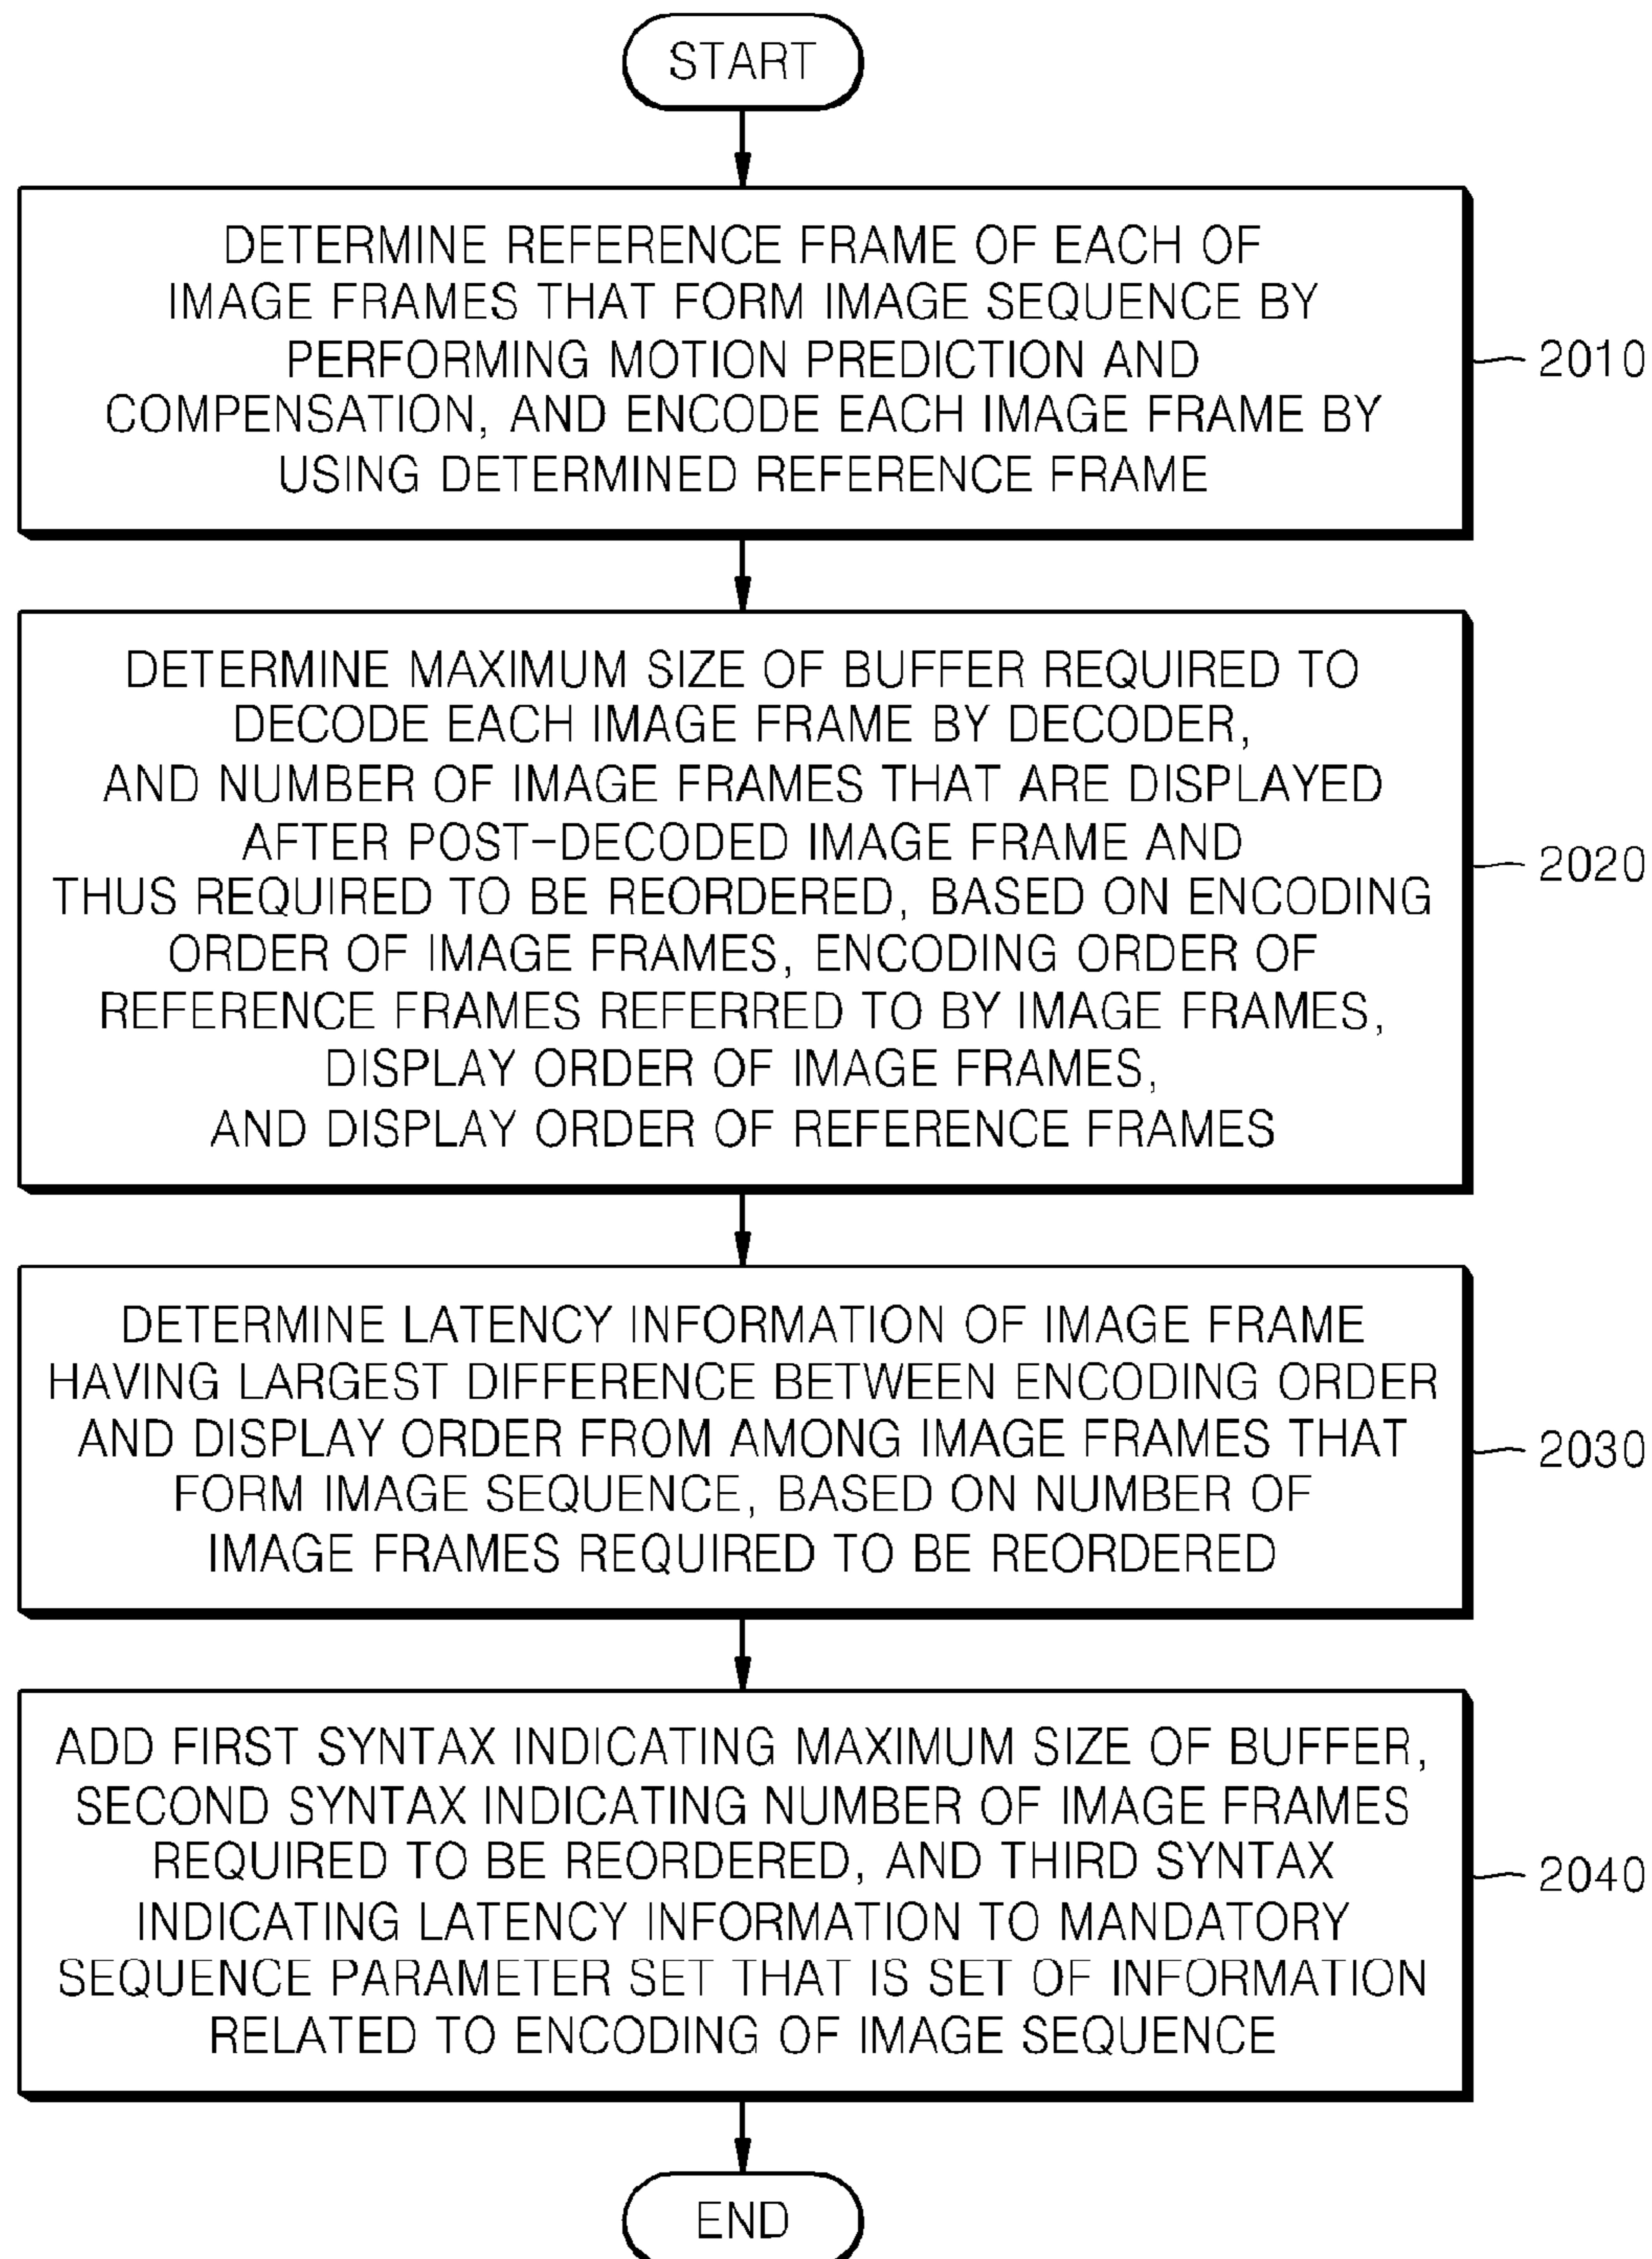 START
DETERMINE REFERENCE FRAME OF EACH OF
IMAGE FRAMES THAT FORM IMAGE SEQUENCE BY
PERFORMING MOTION PREDICTION AND
COMPENSATION, AND ENCODE EACH IMAGE FRAME BY
USING DETERMINED REFERENCE FRAME
2010
DETERMINE MAXIMUM SIZE OF BUFFER REQUIRED TO
DECODE EACH IMAGE FRAME BY DECODER,
AND NUMBER OF IMAGE FRAMES THAT ARE DISPLAYED
AFTER POST-DECODED IMAGE FRAME AND
THUS REQUIRED TO BE REORDERED, BASED ON ENCODING
ORDER OF IMAGE FRAMES, ENCODING ORDER OF
REFERENCE FRAMES REFERRED TO BY IMAGE FRAMES,
DISPLAY ORDER OF IMAGE FRAMES,
AND DISPLAY ORDER OF REFERENCE FRAMES
2020
DETERMINE LATENCY INFORMATION OF IMAGE FRAME
HAVING LARGEST DIFFERENCE BETWEEN ENCODING ORDER
AND DISPLAY ORDER FROM AMONG IMAGE FRAMES THAT
FORM IMAGE SEQUENCE, BASED ON NUMBER OF
IMAGE FRAMES REQUIRED TO BE REORDERED
2030
ADD FIRST SYNTAX INDICATING MAXIMUM SIZE OF BUFFER,
SECOND SYNTAX INDICATING NUMBER OF IMAGE FRAMES
REQUIRED TO BE REORDERED, AND THIRD SYNTAX
INDICATING LATENCY INFORMATION TO MANDATORY
SEQUENCE PARAMETER SET THAT IS SET OF INFORMATION
RELATED TO ENCODING OF IMAGE SEQUENCE
2040
END